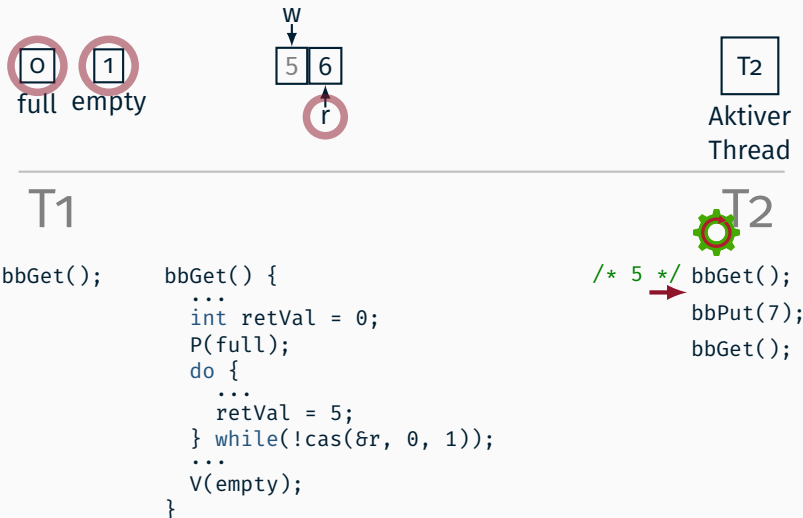 w
0 1 5 6 T2
full empty r Aktiver
Thread
T1 T2
bbGet(); bbGet() { /* 5 */ bbGet();
...
int retVal = 0; bbPut(7);
P(full);
do { bbGet();
...
retVal = 5;
} while(!cas(&r, 0, 1));
...
V(empty);
}